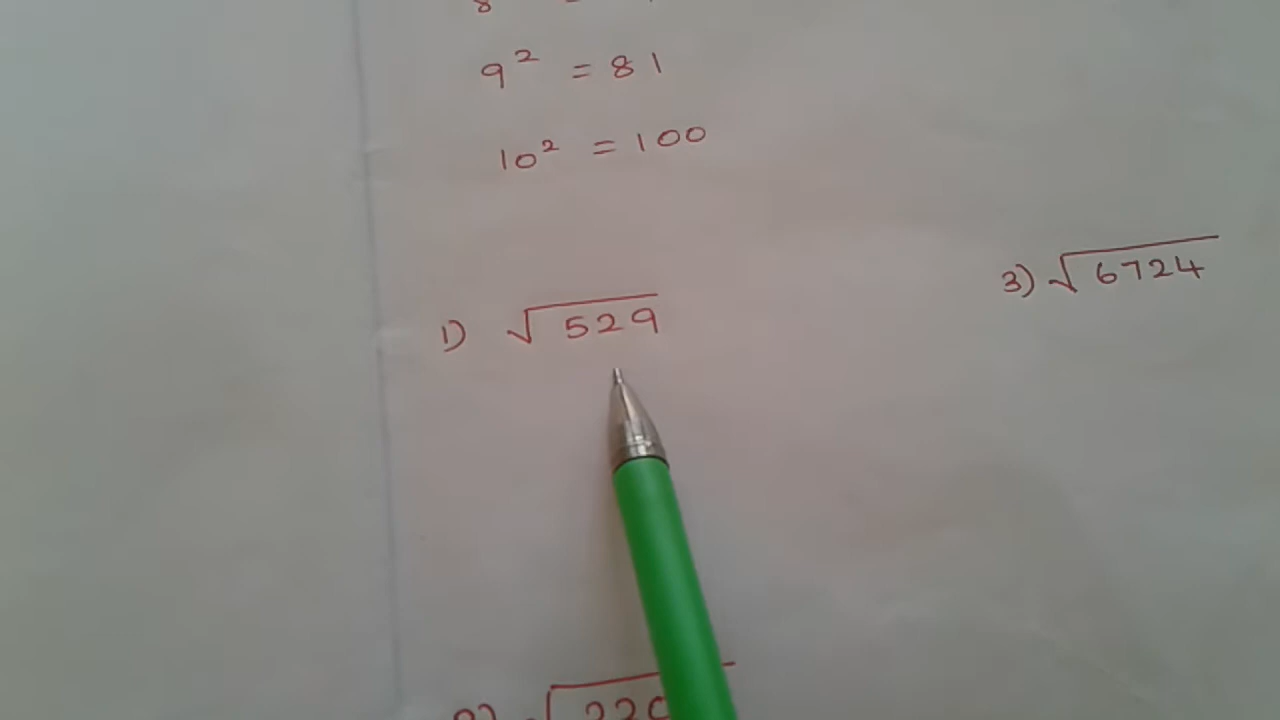 9² = 81
10² = 100
1) √529
3) √6724